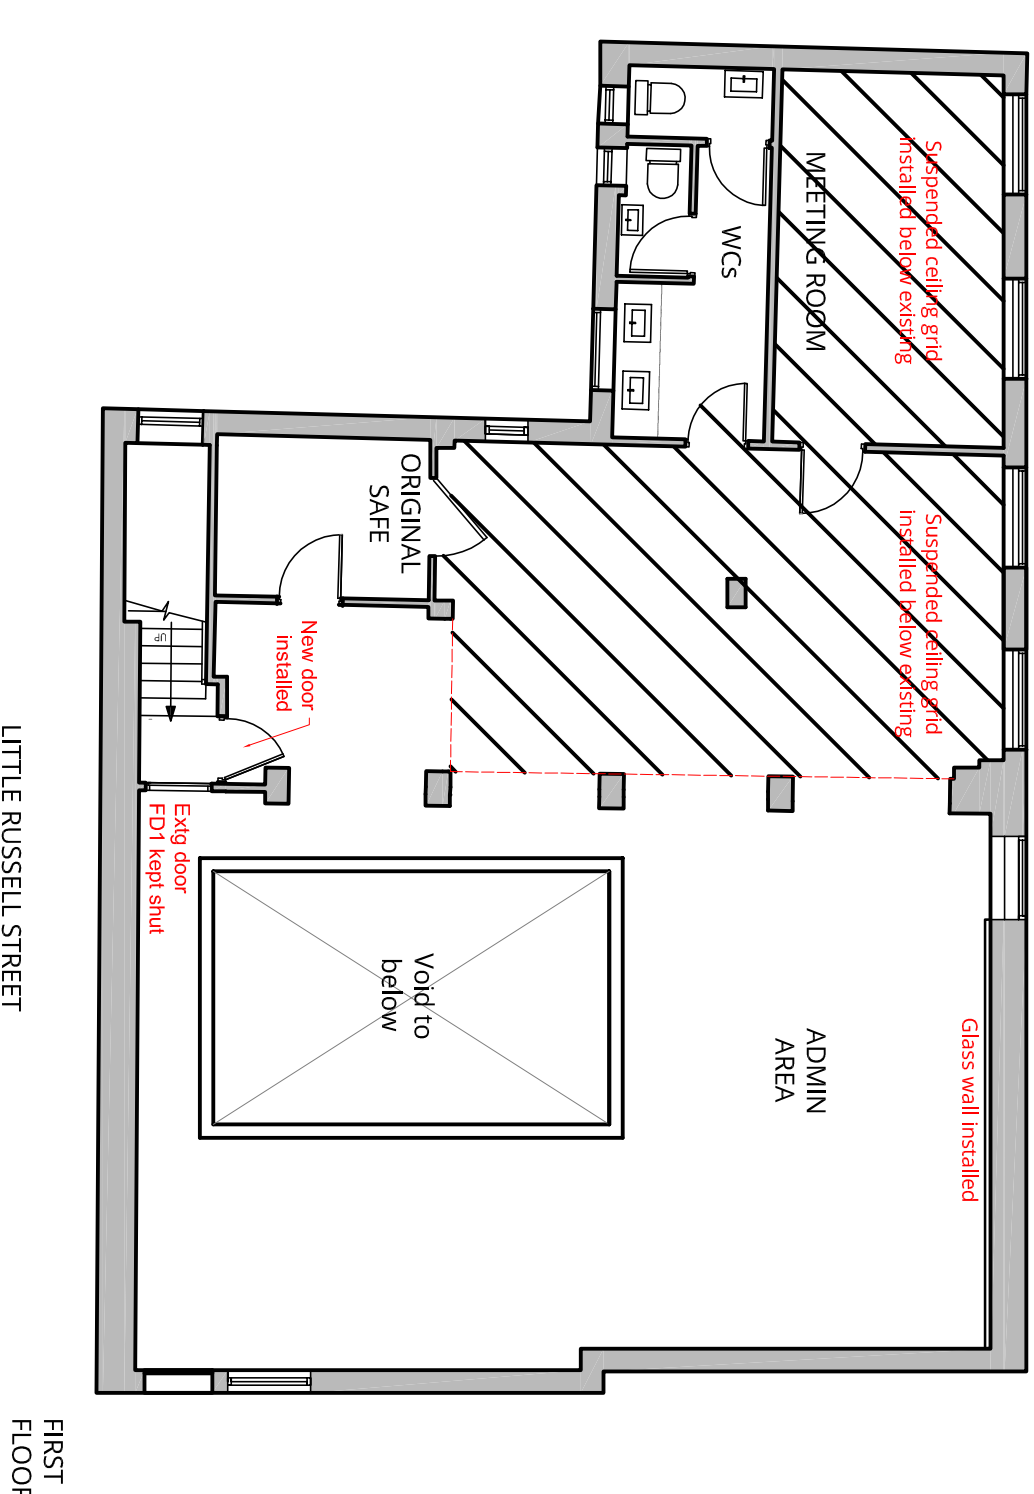 Suspended ceiling grid
installed below existing
MEETING ROOM
WCs
Suspended ceiling grid
installed below existing
ORIGINAL
SAFE
UP
New door
installed
Extg door
FD1 kept shut
Void to
below
ADMIN
AREA
Glass wall installed
LITTLE RUSSELL STREET
FIRST
FLOOR